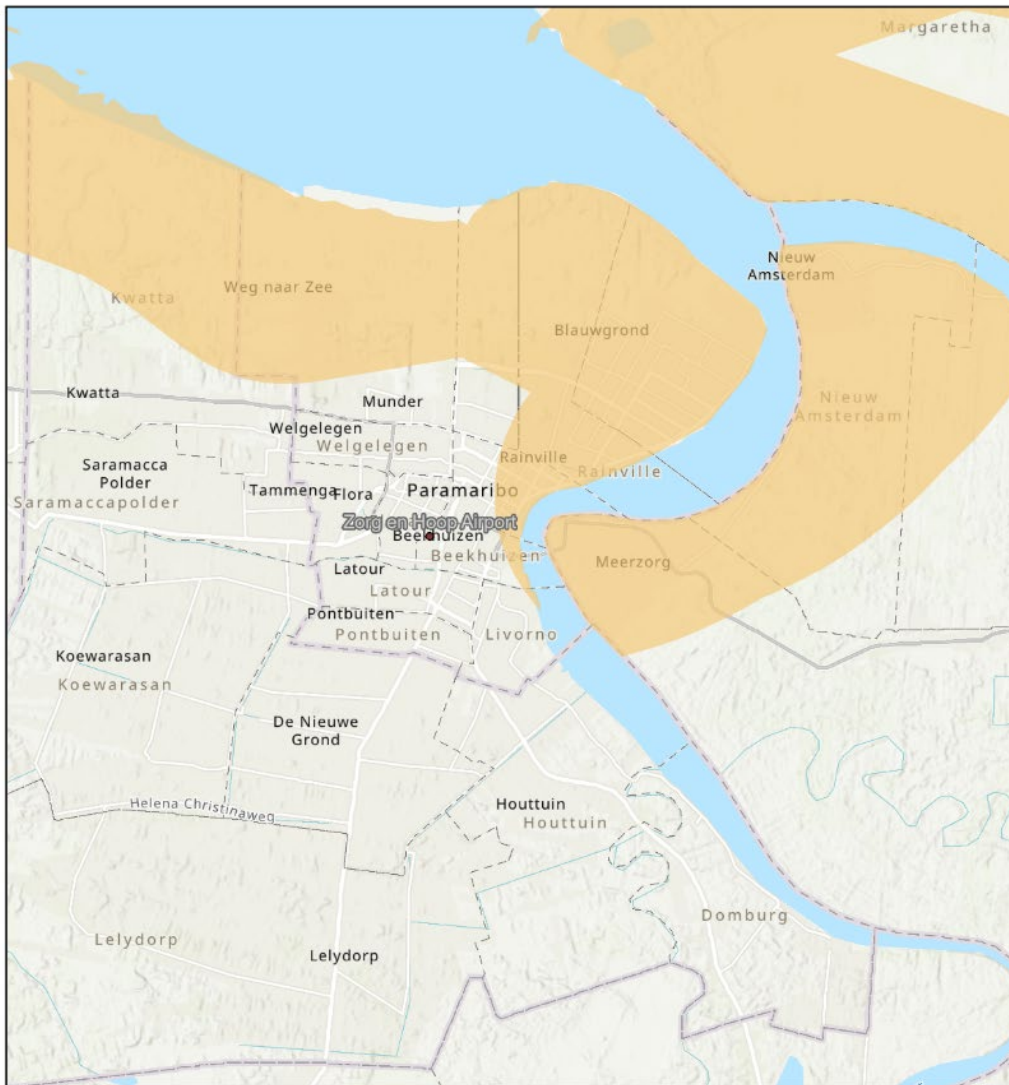 Margaretha
Nieuw
Amsterdam
Weg naar Zee
Kwatta
Blauwgrond
Kwatta
Munder
Nieuw
Amsterdam
Welgelegen
Welgelegen
Rainville
Rainville
Saramacca
Polder
Saramaccapolder
Tammenga
Flora
Paramaribo
Zorg en Hoop Airport
Beekhuizen
Beekhuizen
Meerzorg
Latour
Latour
Pontbuiten
Pontbuiten
Livorno
Koewarasan
Koewarasan
De Nieuwe
Grond
Helena Christinaweg
Houttuin
Houttuin
Domburg
Lelydorp
Lelydorp